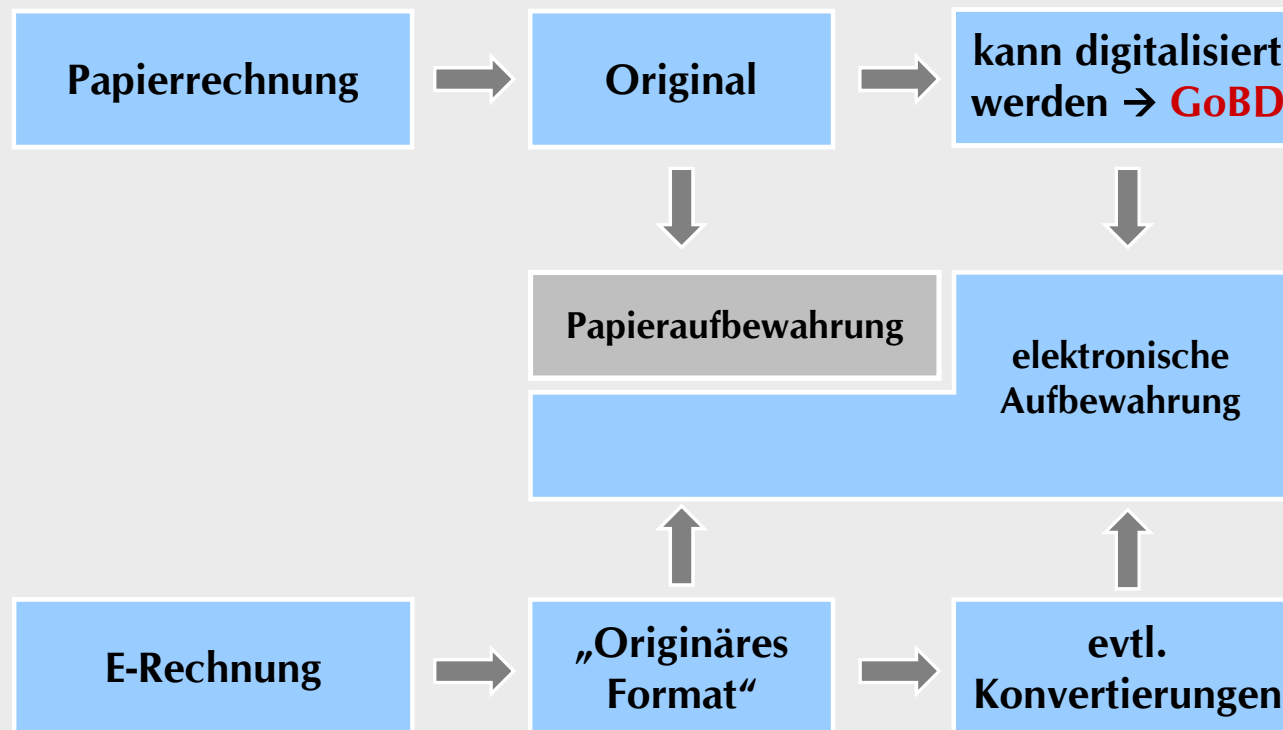 Papierrechnung
Original
kann digitalisiert
werden → GoBD
Papieraufbewahrung
elektronische
Aufbewahrung
E-Rechnung
„Originäres
Format“
evtl.
Konvertierungen